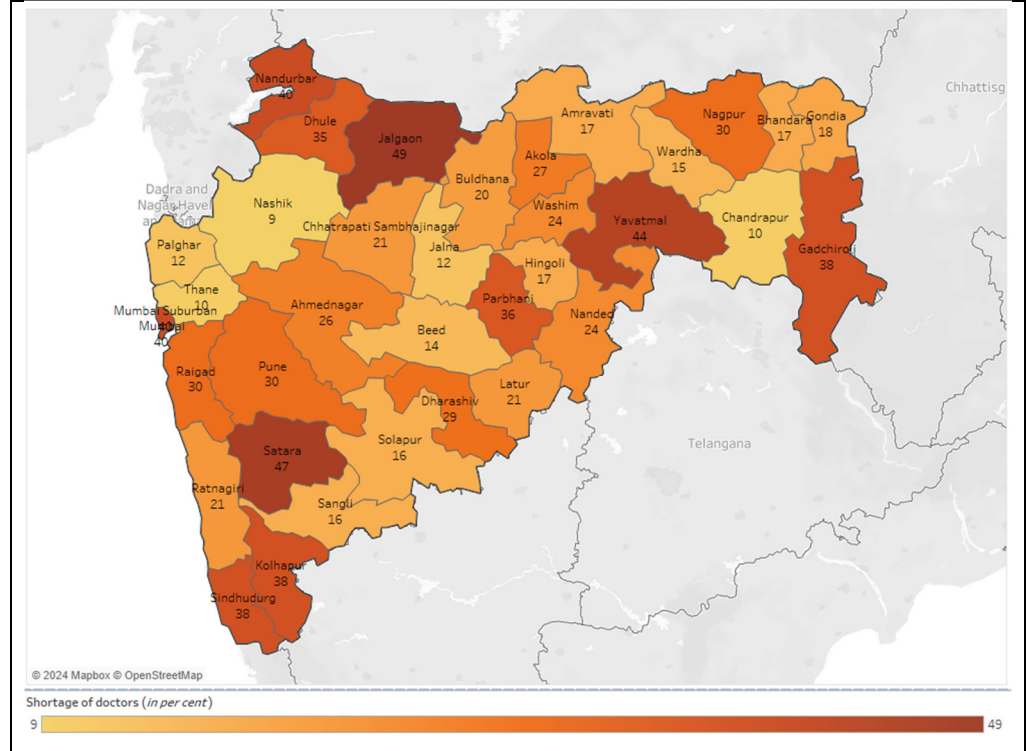 Chhattisg
Nandurbar
40
Dhule
35
Jalgaon
49
Amravati
17
Nagpur
30
Bhandara
17
Gondia
18
Akola
27
Wardha
15
Buldhana
20
Dadra and
Nagar Havel
Nashik
9
Washim
24
Yavatmal
44
Chandrapur
10
Chhatrapati Sambhajinagar
21
Jalna
12
Palghar
12
Gadchiroli
38
Hingoli
17
Thane
10
Parbhani
36
Mumbai Suburban
Mumbai
40
Ahmednagar
26
Nanded
24
Beed
14
Raigad
30
Pune
30
Latur
21
Dharashiv
29
Solapur
16
Telangana
Satara
47
Ratnagiri
21
Sangli
16
Kolhapur
38
Sindhudurg
38
© 2024 Mapbox © OpenStreetMap
Shortage of doctors (in per cent)
9
49